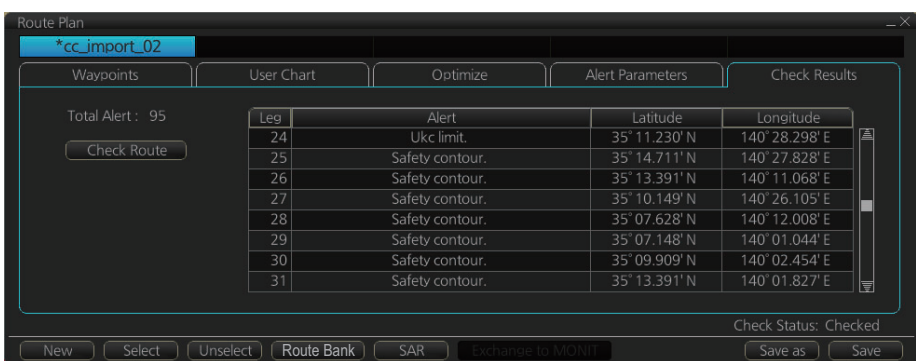 Route Plan
*cc_import_02
Waypoints User Chart Optimize Alert Parameters Check Results
Total Alert : 95
Check Route
Leg Alert Latitude Longitude
24 Ukc limit. 35°11.230' N 140°28.298' E
25 Safety contour. 35°14.711' N 140°27.828' E
26 Safety contour. 35°13.391' N 140°11.068' E
27 Safety contour. 35°10.149' N 140°26.105' E
28 Safety contour. 35°07.628' N 140°12.008' E
29 Safety contour. 35°07.148' N 140°01.044' E
30 Safety contour. 35°09.909' N 140°02.454' E
31 Safety contour. 35°13.391' N 140°01.827' E
Check Status: Checked
New Select Unselect Route Bank SAR Exchange to MONIT Save as Save